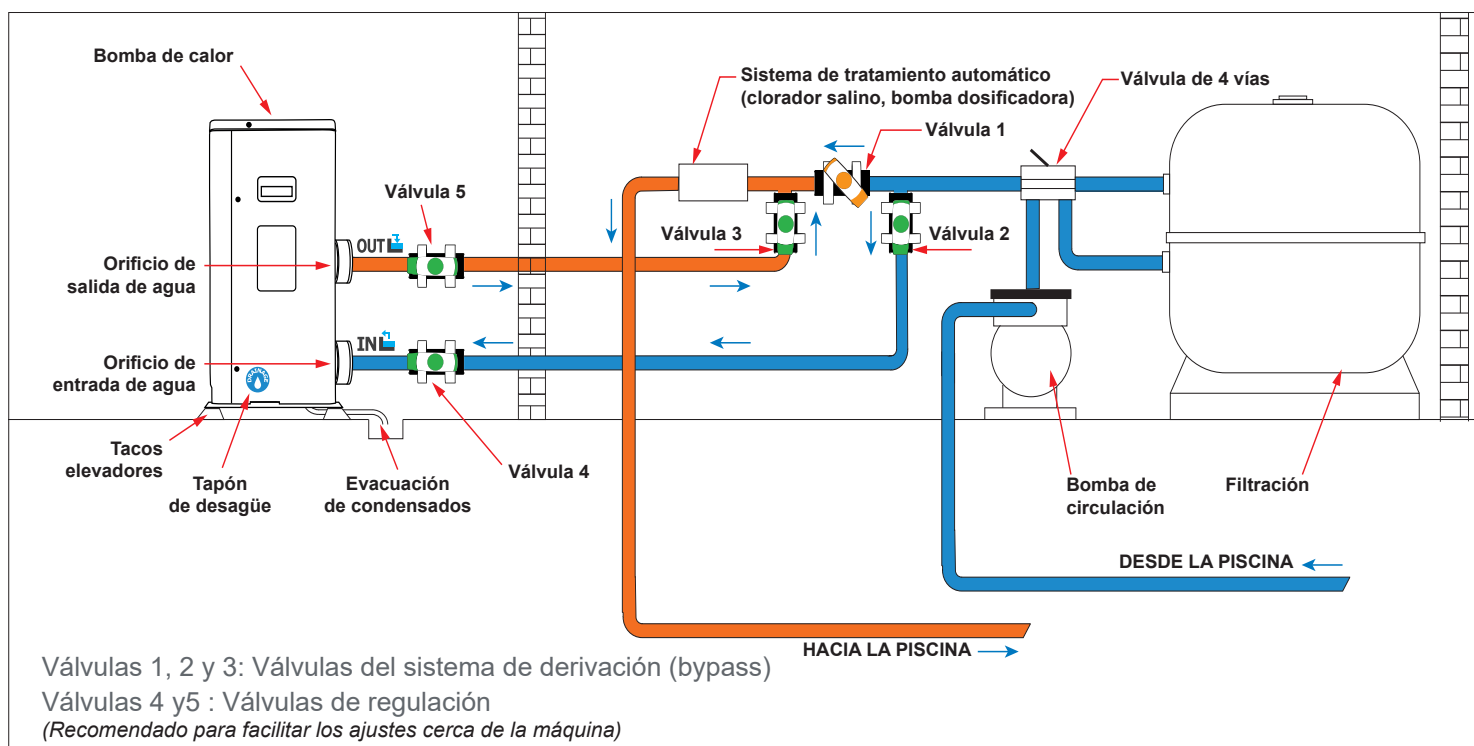 Bomba de calor
Sistema de tratamiento automático
(clorador salino, bomba dosificadora)
Válvula de 4 vías
Válvula 1
Válvula 5
OUT
Válvula 3
Válvula 2
Orificio de
salida de agua
IN
Orificio de
entrada de agua
Tacos
elevadores
Tapón
de desagüe
Evacuación
de condensados
Válvula 4
Bomba de
circulación
Filtración
DESDE LA PISCINA
HACIA LA PISCINA
Válvulas 1, 2 y 3: Válvulas del sistema de derivación (bypass)
Válvulas 4 y5 : Válvulas de regulación
(Recomendado para facilitar los ajustes cerca de la máquina)